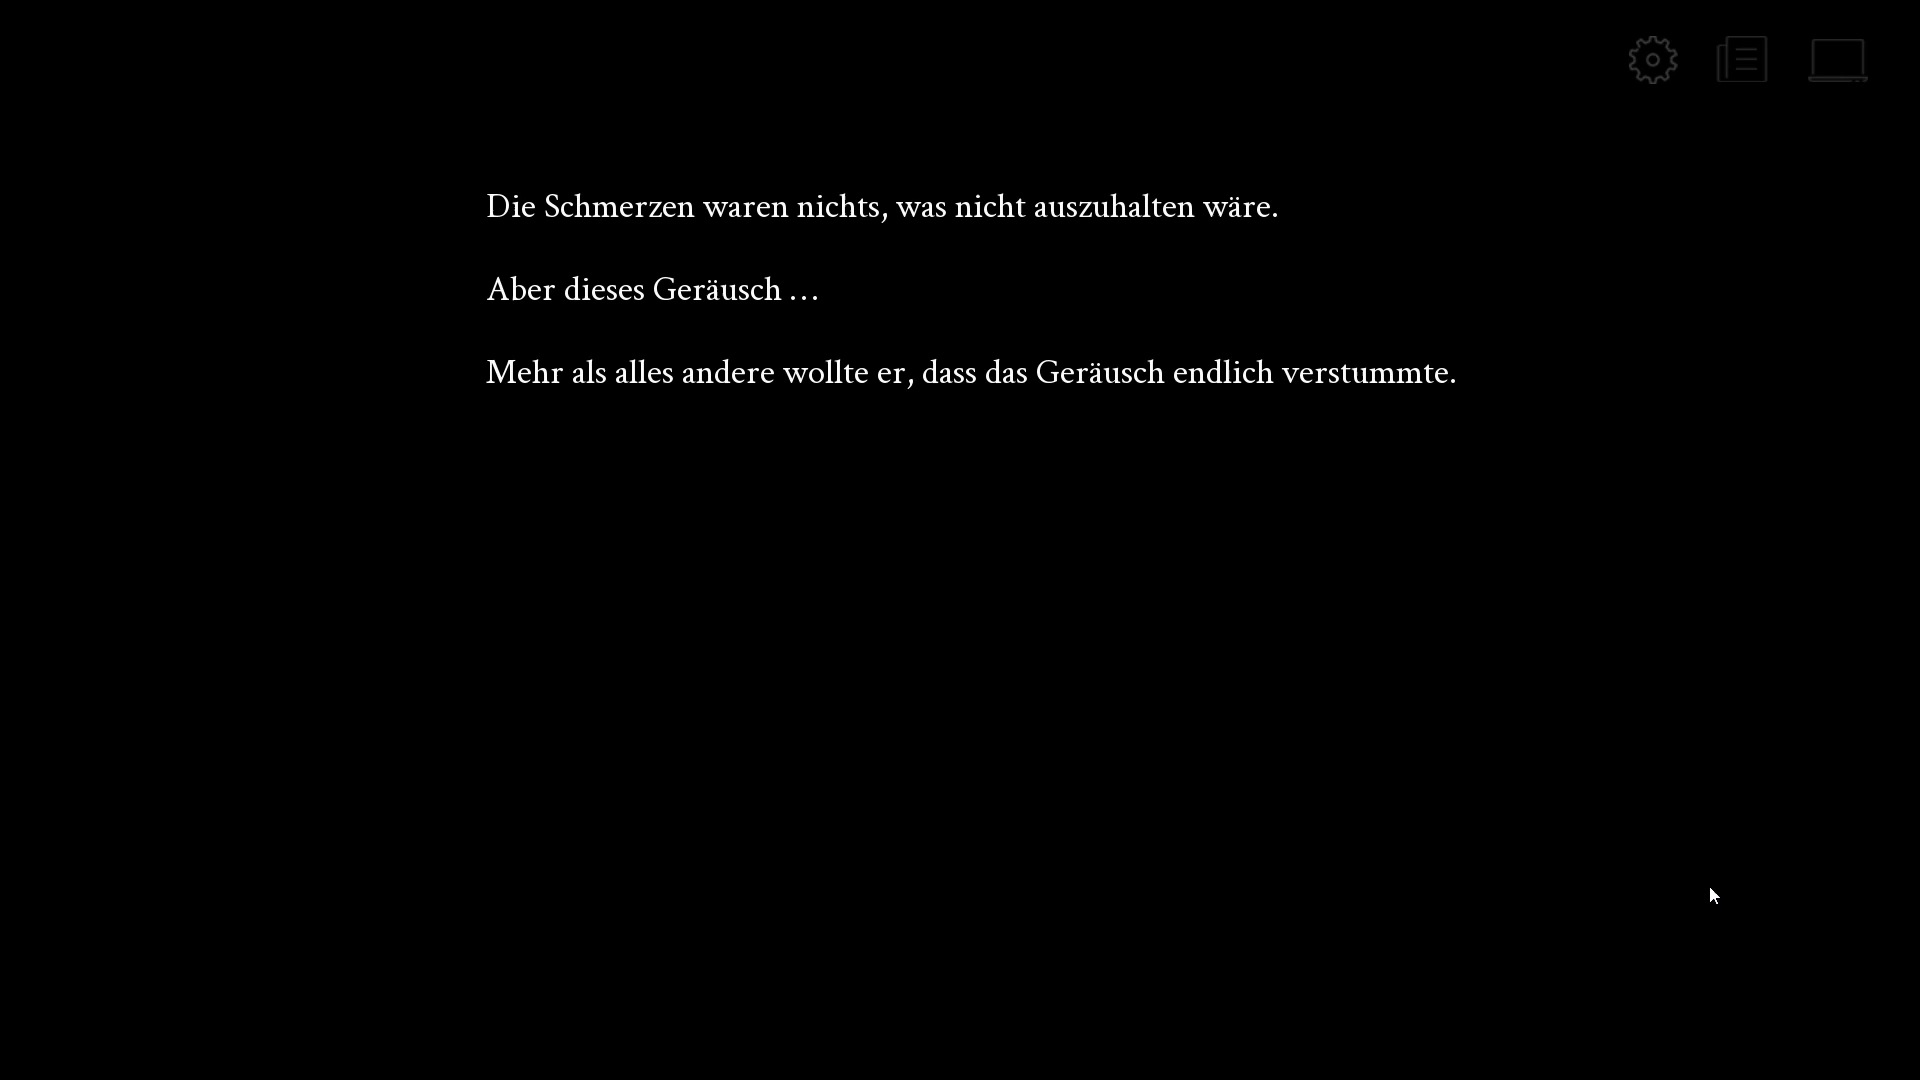 Die Schmerzen waren nichts, was nicht auszuhalten wäre.
Aber dieses Geräusch …
Mehr als alles andere wollte er, dass das Geräusch endlich verstummte.